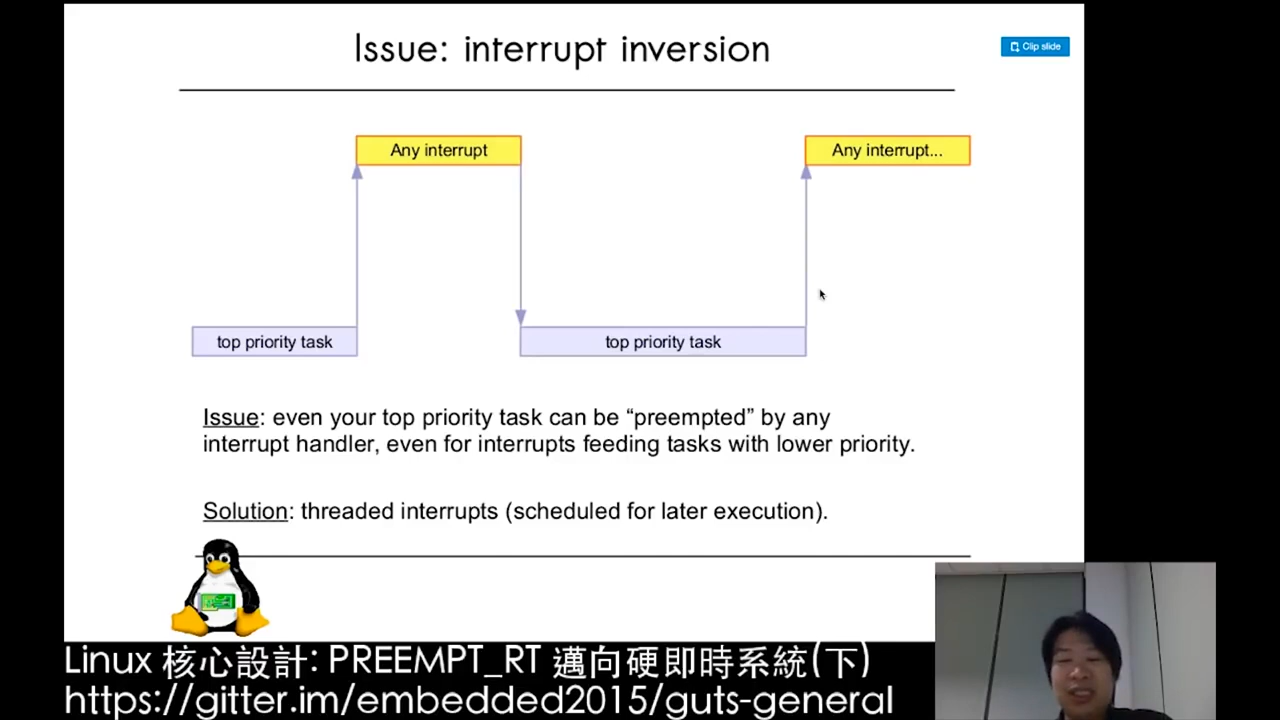 Issue: interrupt inversion
Clip slide
Any interrupt
Any interrupt...
top priority task
top priority task
Issue: even your top priority task can be “preempted” by any
interrupt handler, even for interrupts feeding tasks with lower priority.
Solution: threaded interrupts (scheduled for later execution).
Linux 核心設計: PREEMPT_RT 邁向硬即時系統(下)
https://gitter.im/embedded2015/guts-general